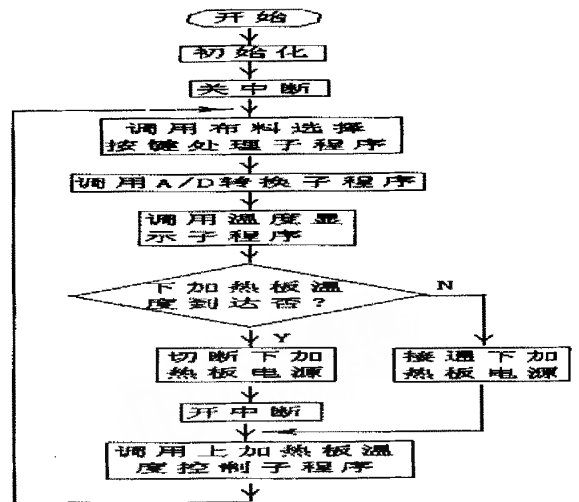 开始
初始化
关中断
调用布料选择
按键处理子程序
调用A/D转换子程序
调用温度显
示子程序
下加热板温
度到达否?
N
Y
切断下加
热板电源
接通下加
热板电源
开中断
调用上加热板温
度控制子程序